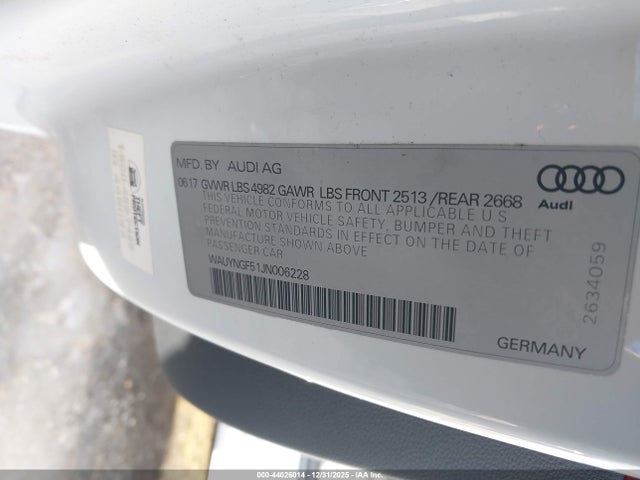 MFD. BY AUDI AG
0617 GVWR LBS 4982 GAWR LBS FRONT 2513 / REAR 2668
THIS VEHICLE CONFORMS TO ALL APPLICABLE U S
FEDERAL MOTOR VEHICLE SAFETY, BUMPER AND THEFT
PREVENTION STANDARDS IN EFFECT ON THE DATE OF
MANUFACTURE SHOWN ABOVE
PASSENGER CAR
WAUYNGF51JN006228
Audi
2634059
GERMANY
000-44626014 - 12/31/2025 -